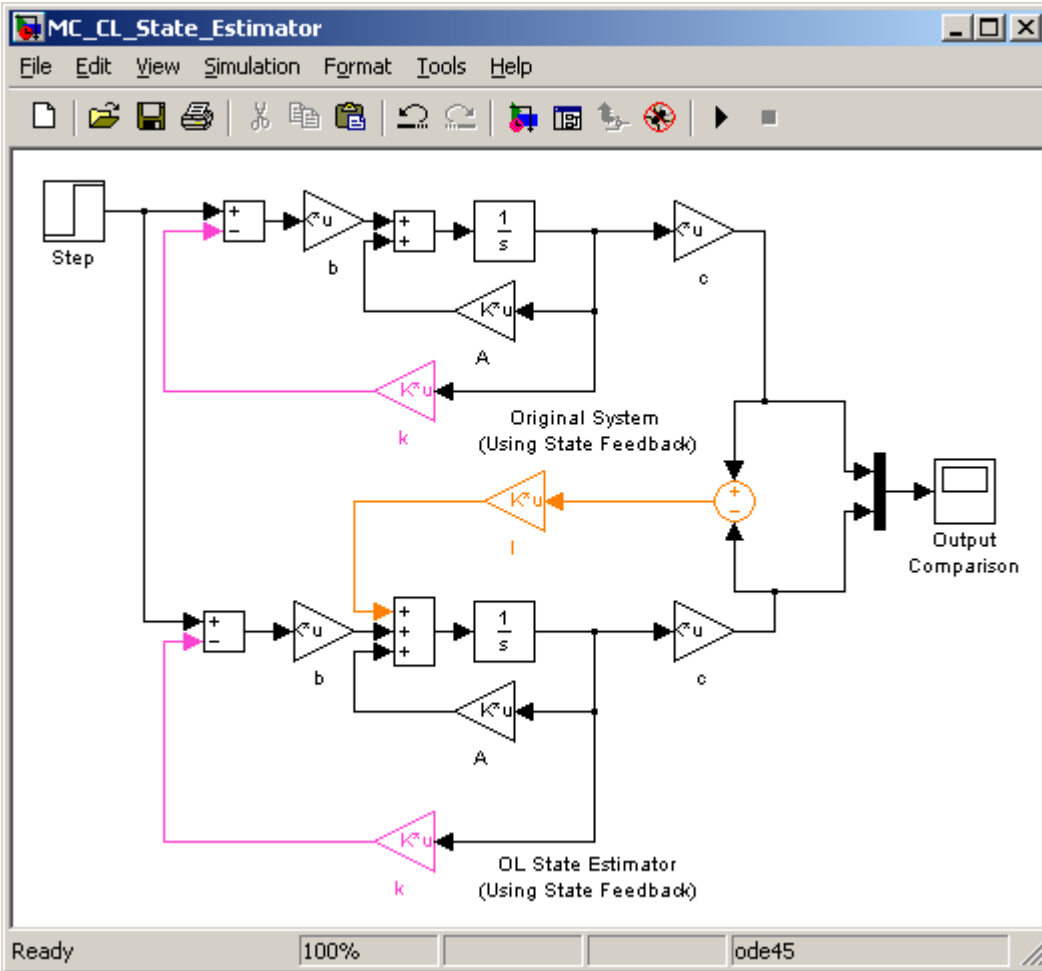 MC_CL_State_Estimator
File Edit View Simulation Format Tools Help
Step
+
−
u
b
+
+
1
s
u
c
K*u
A
K*u
k
Original System
(Using State Feedback)
K*u
l
+
−
Output
Comparison
+
−
u
b
+
+
+
1
s
u
c
K*u
A
K*u
k
OL State Estimator
(Using State Feedback)
Ready 100% ode45